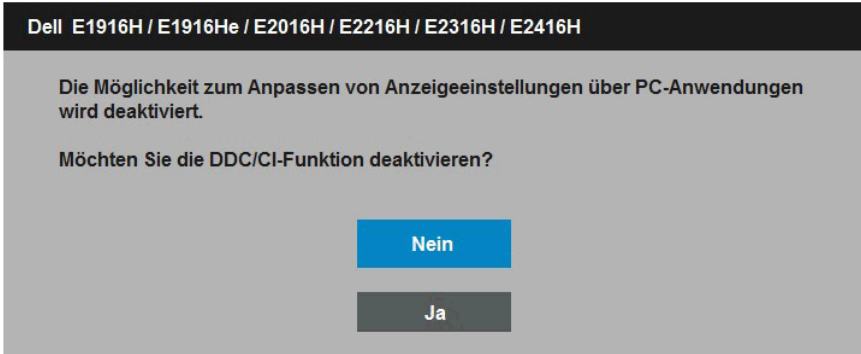 Dell E1916H / E1916He / E2016H / E2216H / E2316H / E2416H
Die Möglichkeit zum Anpassen von Anzeigeeinstellungen über PC-Anwendungen
wird deaktiviert.
Möchten Sie die DDC/CI-Funktion deaktivieren?
Nein
Ja